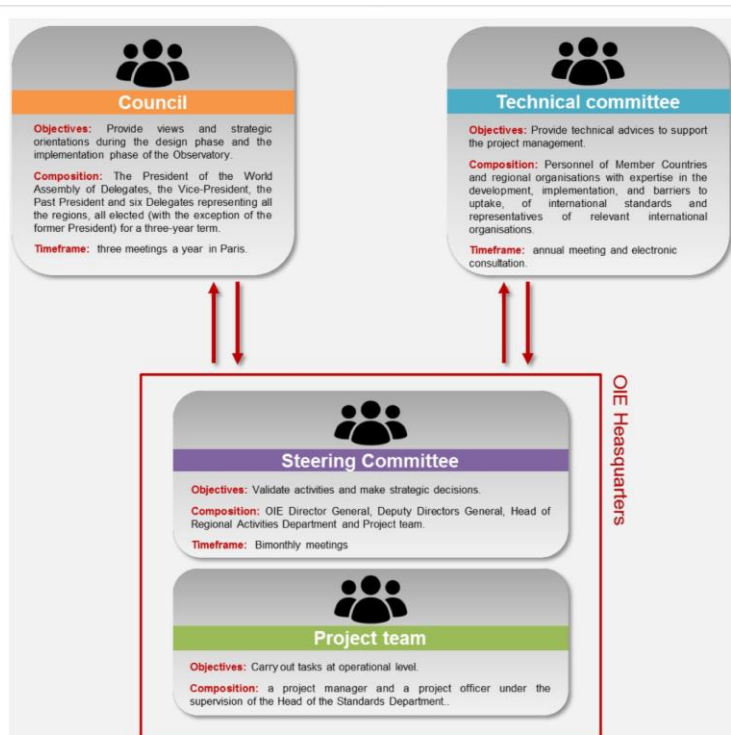 Council
Objectives: Provide views and strategic
orientations during the design phase and the
implementation phase of the Observatory.
Composition: The President of the World
Assembly of Delegates, the Vice-President, the
Past President and six Delegates representing all
the regions, all elected (with the exception of the
former President) for a three-year term.
Timeframe: three meetings a year in Paris.
Technical committee
Objectives: Provide technical advices to support
the project management.
Composition: Personnel of Member Countries
and regional organisations with expertise in the
development, implementation, and barriers to
uptake, of international standards and
representatives of relevant international
organisations.
Timeframe: annual meeting and electronic
consultation.
OIE Heasquarters
Steering Committee
Objectives: Validate activities and make strategic decisions.
Composition: OIE Director General, Deputy Directors General, Head of
Regional Activities Department and Project team.
Timeframe: Bimonthly meetings
Project team
Objectives: Carry out tasks at operational level.
Composition: a project manager and a project officer under the
supervision of the Head of the Standards Department..